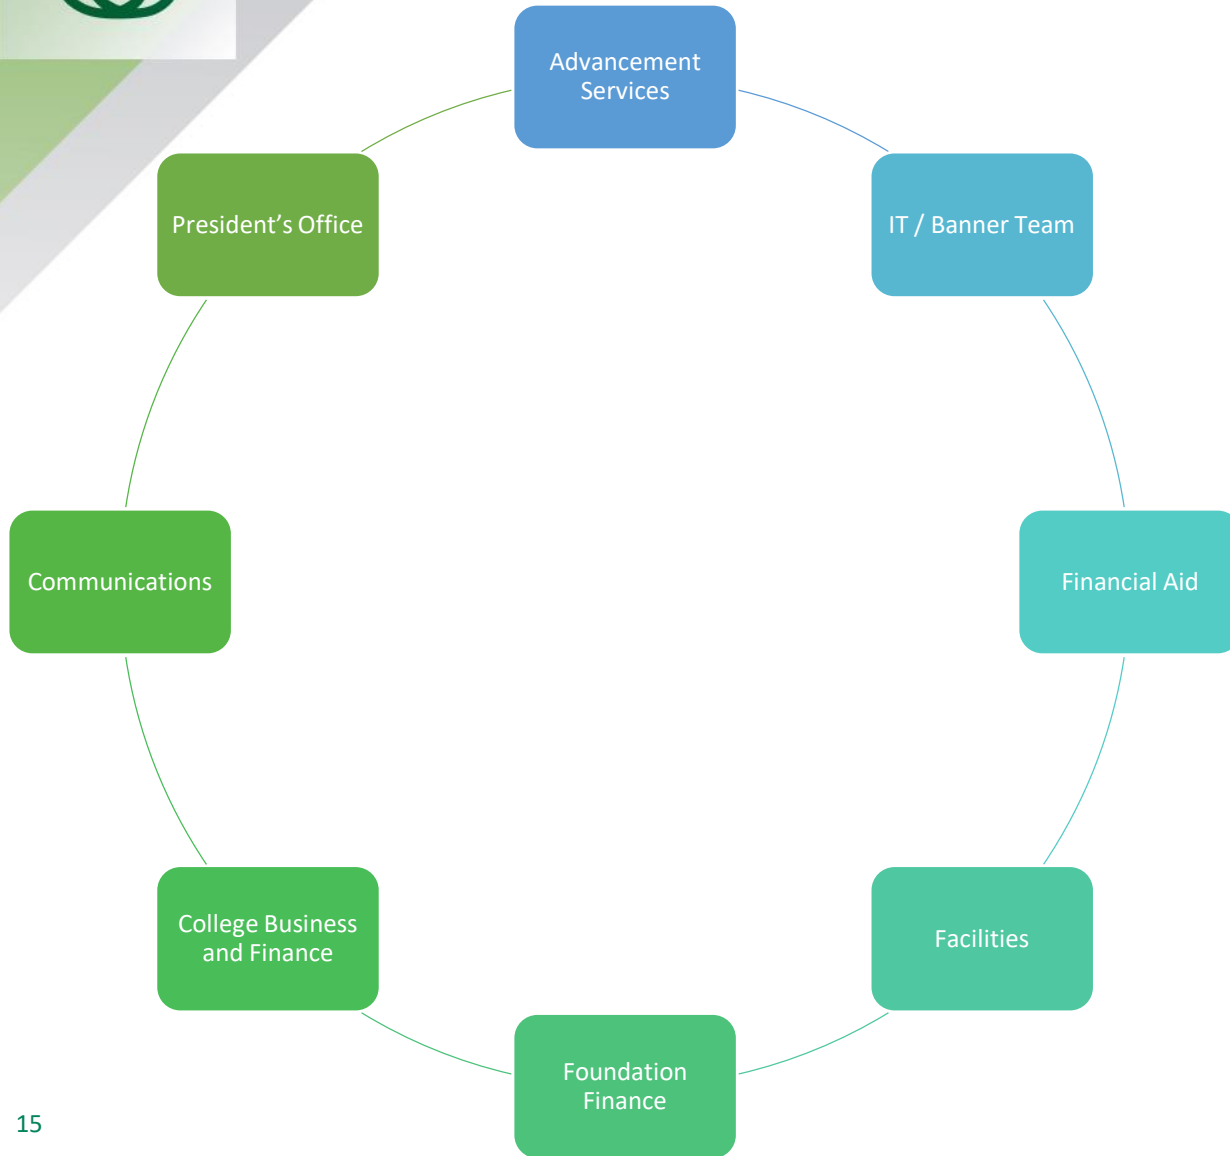 Advancement
Services
IT / Banner Team
Financial Aid
Facilities
Foundation
Finance
College Business
and Finance
Communications
President’s Office
15